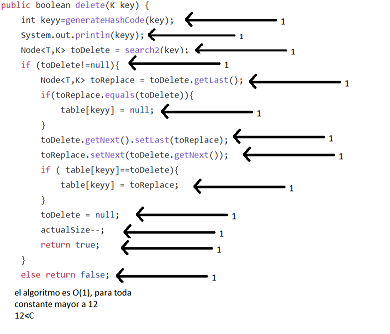 public boolean delete(K key) {
int keyy=generateHashCode(key); 1
System.out.println(keyy); 1
Node<T,K> toDelete = search2(key); 1
if (toDelete!=null){ 1
Node<T,K> toReplace = toDelete.getLast(); 1
if(toReplace.equals(toDelete)){
table[keyy] = null; 1
}
toDelete.getNext().setLast(toReplace); 1
toReplace.setNext(toDelete.getNext()); 1
if ( table[keyy]==toDelete){
table[keyy] = toReplace; 1
}
toDelete = null; 1
actualSize--; 1
return true; 1
}
else return false; 1
el algoritmo es O(1), para toda
constante mayor a 12
12<C